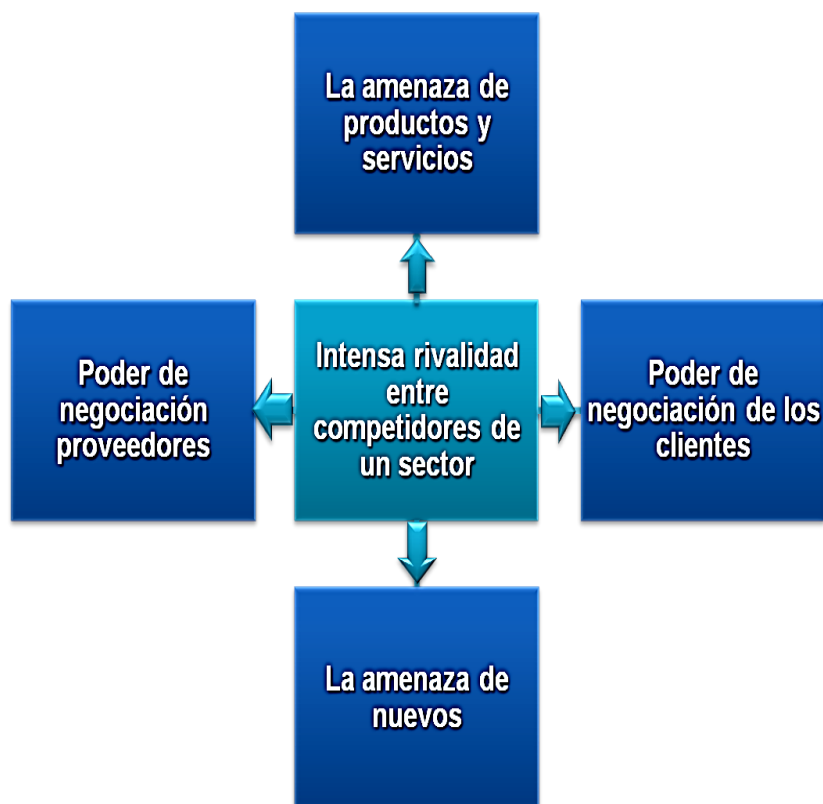 La amenaza de
productos y
servicios
Poder de
negociación
proveedores
Intensa rivalidad
entre
competidores de
un sector
Poder de
negociación de los
clientes
La amenaza de
nuevos